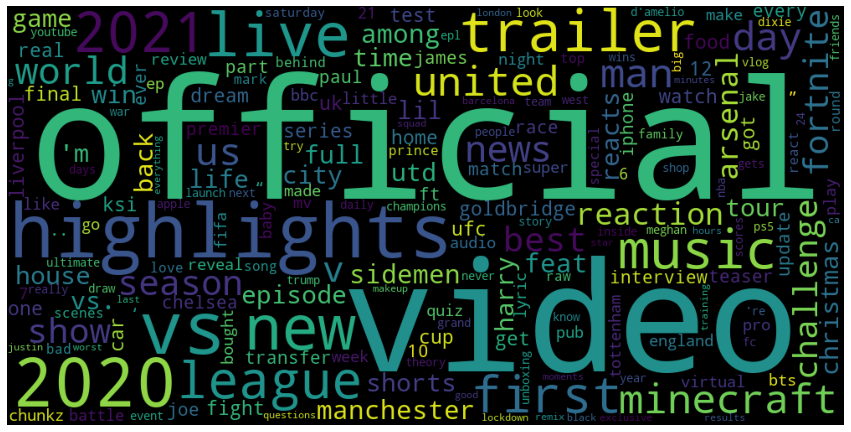 official
video
highlights
trailer
2021
live
2020
new
vs
league
music
first
minecraft
united
man
day
news
world
fortnite
challenge
arsenal
game
time
among
us
city
utd
back
win
final
life
full
season
show
house
episode
v
sidemen
best
feat
reaction
tour
reacts
manchester
shorts
christmas
interview
harry
'm
vs.
..
ksi
ft
home
series
lil
paul
james
test
21
12
10
6
7
24
youtube
real
review
ever
part
ep
mark
behind
saturday
dream
bbc
uk
little
night
premier
match
super
race
prince
iphone
watch
food
make
every
look
top
london
epl
d'amelio
dixie
big
wins
vlog
minutes
jake
friends
round
react
got
play
nba
gets
shop
family
special
people
team
west
barcelona
squad
liverpool
days
war
everything
try
launch
next
made
like
go
one
ultimate
really
reveal
song
love
baby
fifa
mv
apple
daily
champions
goldbridge
ufc
audio
story
lyric
never
raw
teaser
update
meghan
hours
ps5
inside
star
scores
ca
chelsea
trump
draw
scenes
last
car
bought
transfer
week
cup
quiz
get
pub
know
england
tottenham
pro
fc
're
training
virtual
year
bts
justin
bad
worst
chunkz
battle
event
joe
fight
questions
grand
theory
makeup
good
moments
unboxing
lockdown
remix
black
exclusive
results
“
”
g